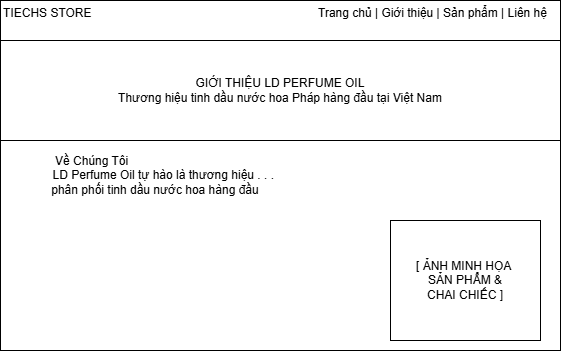 TIECHS STORE
Trang chủ | Giới thiệu | Sản phẩm | Liên hệ
GIỚI THIỆU LD PERFUME OIL
Thương hiệu tinh dầu nước hoa Pháp hàng đầu tại Việt Nam
Về Chúng Tôi
LD Perfume Oil tự hào là thương hiệu . . .
phân phối tinh dầu nước hoa hàng đầu
[ ẢNH MINH HỌA
SẢN PHẨM &
CHAI CHIẾC ]